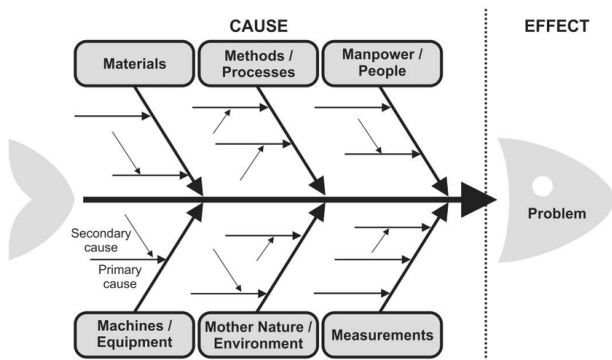 CAUSE
EFFECT
Materials
Methods /
Processes
Manpower /
People
Problem
Secondary
cause
Primary
cause
Machines /
Equipment
Mother Nature /
Environment
Measurements